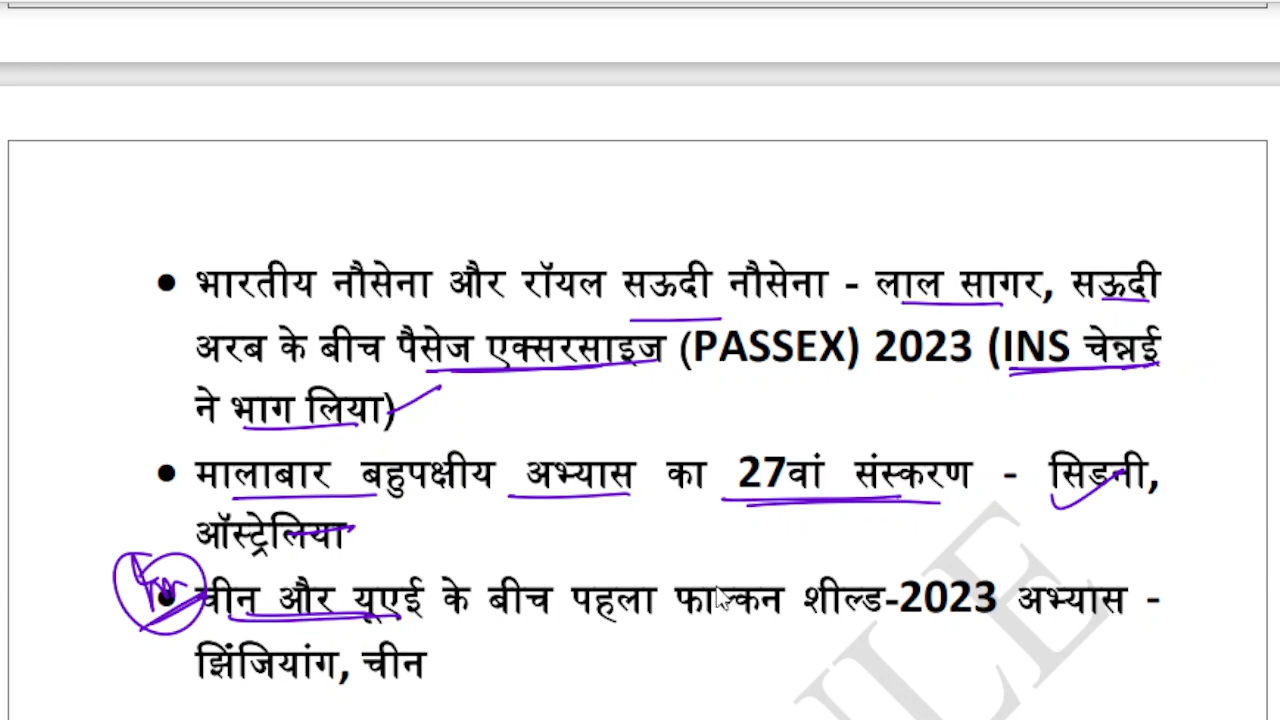 • भारतीय नौसेना और रॉयल सऊदी नौसेना - लाल सागर, सऊदी
अरब के बीच पैसेज एक्सरसाइज (PASSEX) 2023 (INS चेन्नई
ने भाग लिया)
• मालाबार बहुपक्षीय अभ्यास का 27वां संस्करण - सिडनी,
ऑस्ट्रेलिया
• चीन और यूएई के बीच पहला फाल्कन शील्ड-2023 अभ्यास -
झिंजियांग, चीन